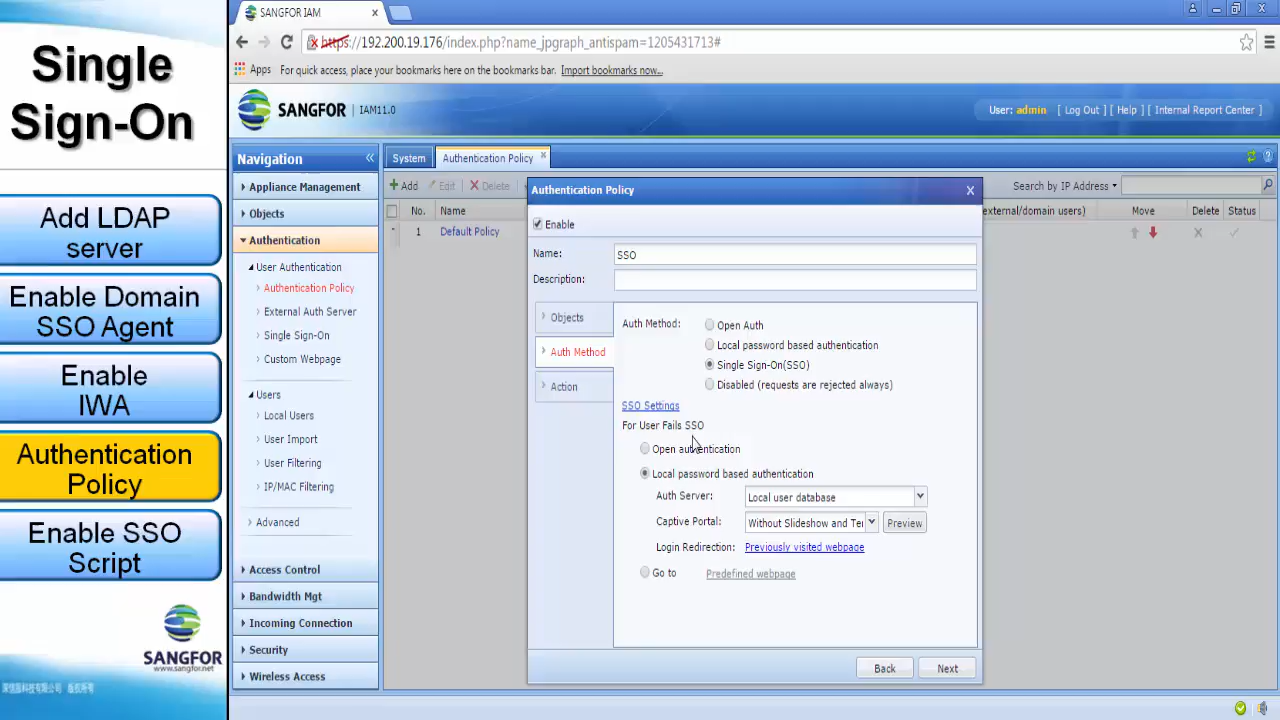 Single
Sign-On
Add LDAP
server
Enable Domain
SSO Agent
Enable
IWA
Authentication
Policy
Enable SSO
Script
SANGFOR
www.sangfor.net
SANGFOR IAM
https://192.200.19.176/index.php?name_jpgraph_antispam=1205431713#
Apps For quick access, place your bookmarks here on the bookmarks bar. Import bookmarks now...
SANGFOR | IAM11.0
User: admin [ Log Out ] [ Help ] [ Internal Report Center ]
Navigation
Appliance Management
Objects
Authentication
User Authentication
Authentication Policy
External Auth Server
Single Sign-On
Custom Webpage
Users
Local Users
User Import
User Filtering
IP/MAC Filtering
Advanced
Access Control
Bandwidth Mgt
Incoming Connection
Security
Wireless Access
System Authentication Policy
Add Edit Delete Search by IP Address
No. Name external/domain users) Move Delete Status
1 Default Policy
Authentication Policy
Enable
Name: SSO
Description:
Objects
Auth Method
Action
Auth Method: Open Auth
Local password based authentication
Single Sign-On(SSO)
Disabled (requests are rejected always)
SSO Settings
For User Fails SSO
Open authentication
Local password based authentication
Auth Server: Local user database
Captive Portal: Without Slideshow and Ter Preview
Login Redirection: Previously visited webpage
Go to Predefined webpage
Back Next